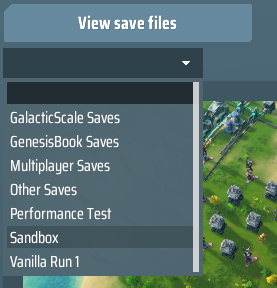 View save files
GalacticScale Saves
GenesisBook Saves
Multiplayer Saves
Other Saves
Performance Test
Sandbox
Vanilla Run 1